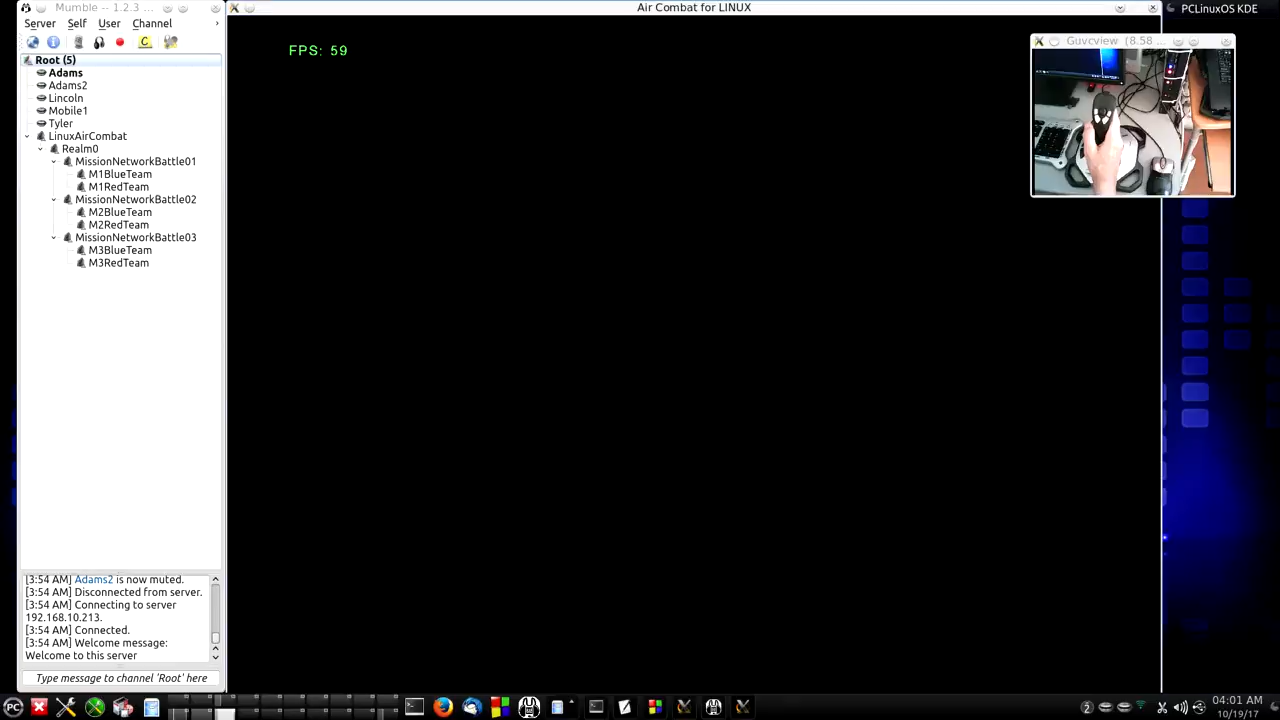 Mumble -- 1.2.3 ...
Server Self User Channel
Root (5)
Adams
Adams2
Lincoln
Mobile1
Tyler
LinuxAirCombat
Realm0
MissionNetworkBattle01
M1BlueTeam
M1RedTeam
MissionNetworkBattle02
M2BlueTeam
M2RedTeam
MissionNetworkBattle03
M3BlueTeam
M3RedTeam
[3:54 AM] Adams2 is now muted.
[3:54 AM] Disconnected from server.
[3:54 AM] Connecting to server
192.168.10.213.
[3:54 AM] Connected.
[3:54 AM] Welcome message:
Welcome to this server
Type message to channel 'Root' here
Air Combat for LINUX
FPS: 59
PCLinuxOS KDE
Guvcview (8.58 ...
PC
2
04:01 AM
10/19/17